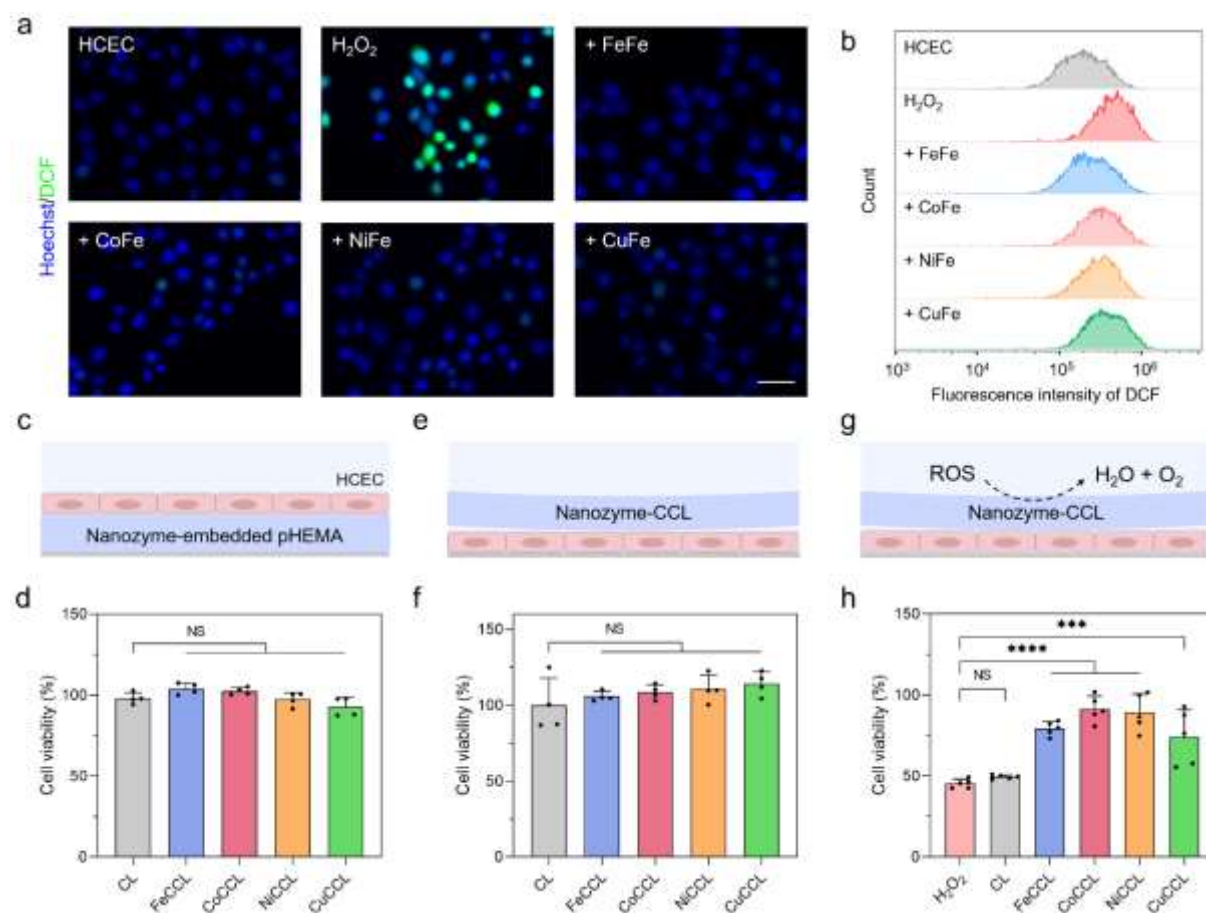 a
HCEC
H₂O₂
+ FeFe
+ CoFe
+ NiFe
+ CuFe
Hoechst/DCF
b
HCEC
H₂O₂
+ FeFe
+ CoFe
+ NiFe
+ CuFe
Count
10³ 10⁴ 10⁵ 10⁶
Fluorescence intensity of DCF
c
HCEC
Nanozyme-embedded pHEMA
e
Nanozyme-CCL
g
ROS H₂O + O₂
Nanozyme-CCL
d
Cell viability (%)
150
100
50
0
NS
CL FeCCL CoCCL NiCCL CuCCL
f
Cell viability (%)
150
100
50
0
NS
CL FeCCL CoCCL NiCCL CuCCL
h
Cell viability (%)
150
100
50
0
***
****
NS
H₂O₂ CL FeCCL CoCCL NiCCL CuCCL